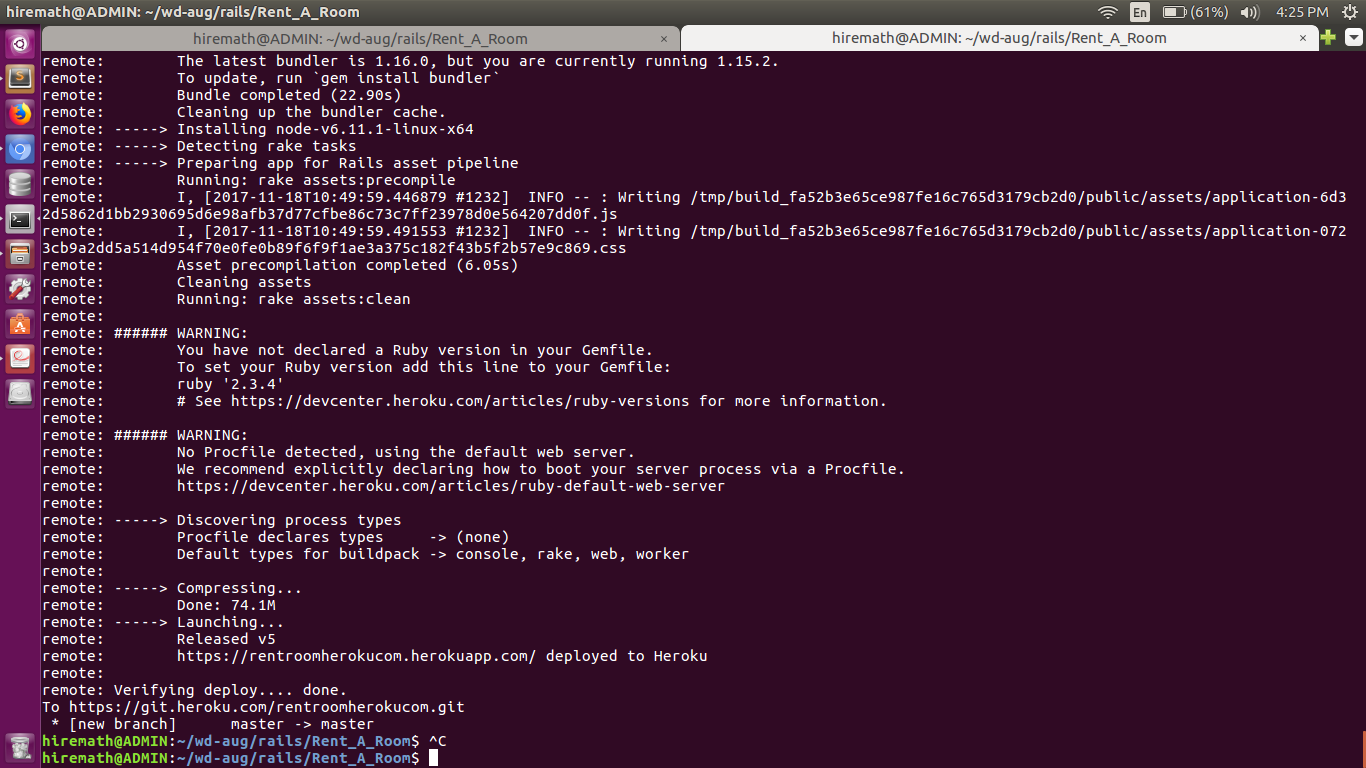 hiremath@ADMIN: ~/wd-aug/rails/Rent_A_Room
En
(61%)
4:25 PM
hiremath@ADMIN: ~/wd-aug/rails/Rent_A_Room ×
hiremath@ADMIN: ~/wd-aug/rails/Rent_A_Room ×
remote:        The latest bundler is 1.16.0, but you are currently running 1.15.2.
remote:        To update, run `gem install bundler`
remote:        Bundle completed (22.90s)
remote:        Cleaning up the bundler cache.
remote: -----> Installing node-v6.11.1-linux-x64
remote: -----> Detecting rake tasks
remote: -----> Preparing app for Rails asset pipeline
remote:        Running: rake assets:precompile
remote:        I, [2017-11-18T10:49:59.446879 #1232]  INFO -- : Writing /tmp/build_fa52b3e65ce987fe16c765d3179cb2d0/public/assets/application-6d3
2d5862d1bb2930695d6e98afb37d77cfbe86c73c7ff23978d0e564207dd0f.js
remote:        I, [2017-11-18T10:49:59.491553 #1232]  INFO -- : Writing /tmp/build_fa52b3e65ce987fe16c765d3179cb2d0/public/assets/application-072
3cb9a2dd5a514d954f70e0fe0b89f6f9f1ae3a375c182f43b5f2b57e9c869.css
remote:        Asset precompilation completed (6.05s)
remote:        Cleaning assets
remote:        Running: rake assets:clean
remote:
remote: ###### WARNING:
remote:        You have not declared a Ruby version in your Gemfile.
remote:        To set your Ruby version add this line to your Gemfile:
remote:        ruby '2.3.4'
remote:        # See https://devcenter.heroku.com/articles/ruby-versions for more information.
remote:
remote: ###### WARNING:
remote:        No Procfile detected, using the default web server.
remote:        We recommend explicitly declaring how to boot your server process via a Procfile.
remote:        https://devcenter.heroku.com/articles/ruby-default-web-server
remote:
remote: -----> Discovering process types
remote:        Procfile declares types     -> (none)
remote:        Default types for buildpack -> console, rake, web, worker
remote:
remote: -----> Compressing...
remote:        Done: 74.1M
remote: -----> Launching...
remote:        Released v5
remote:        https://rentroomherokucom.herokuapp.com/ deployed to Heroku
remote:
remote: Verifying deploy.... done.
To https://git.heroku.com/rentroomherokucom.git
 * [new branch]      master -> master
hiremath@ADMIN:~/wd-aug/rails/Rent_A_Room$ ^C
hiremath@ADMIN:~/wd-aug/rails/Rent_A_Room$